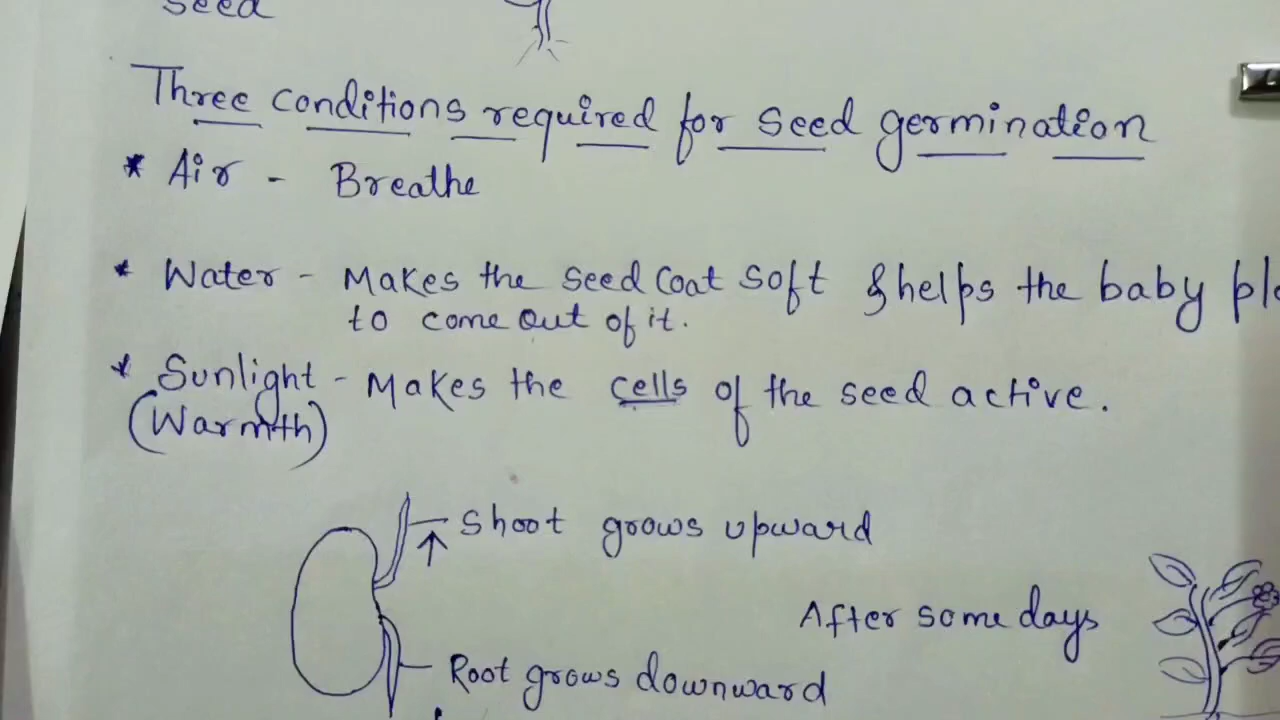 seed
Three conditions required for seed germination
* Air - Breathe
* Water - Makes the seed coat soft & helps the baby
to come out of it.
* Sunlight - Makes the cells of the seed active.
(Warmth)
Shoot grows upward
After some days
Root grows downward